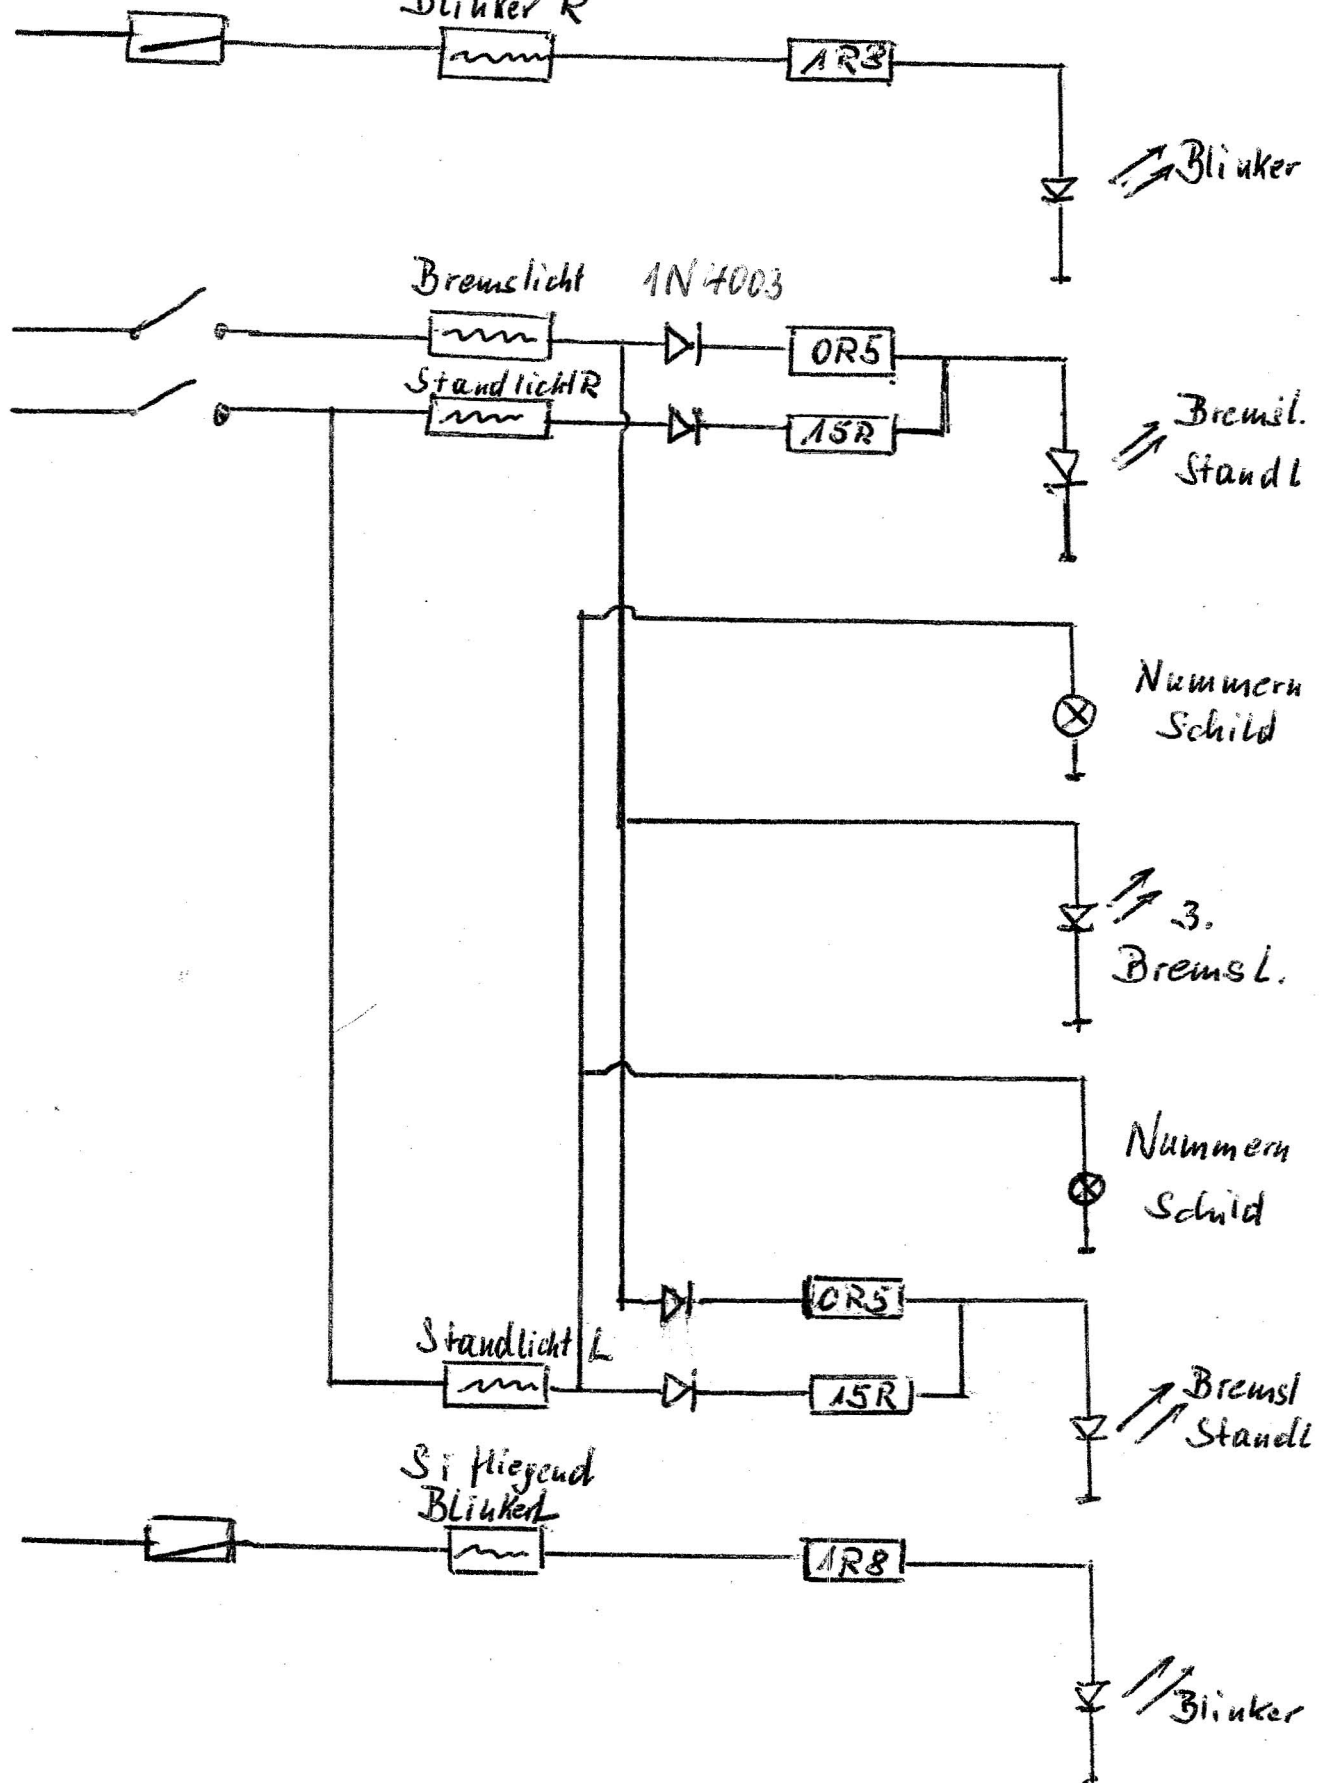 Blinker R
1R3
Blinker
Bremslicht 1N4003
0R5
Standlicht R
15R
Bremsl.
Standl
Nummern
Schild
3.
Bremsl.
Nummern
Schild
0R5
Standlicht L
15R
Bremsl
Standl
Si fliegend
Blinker L
1R8
Blinker